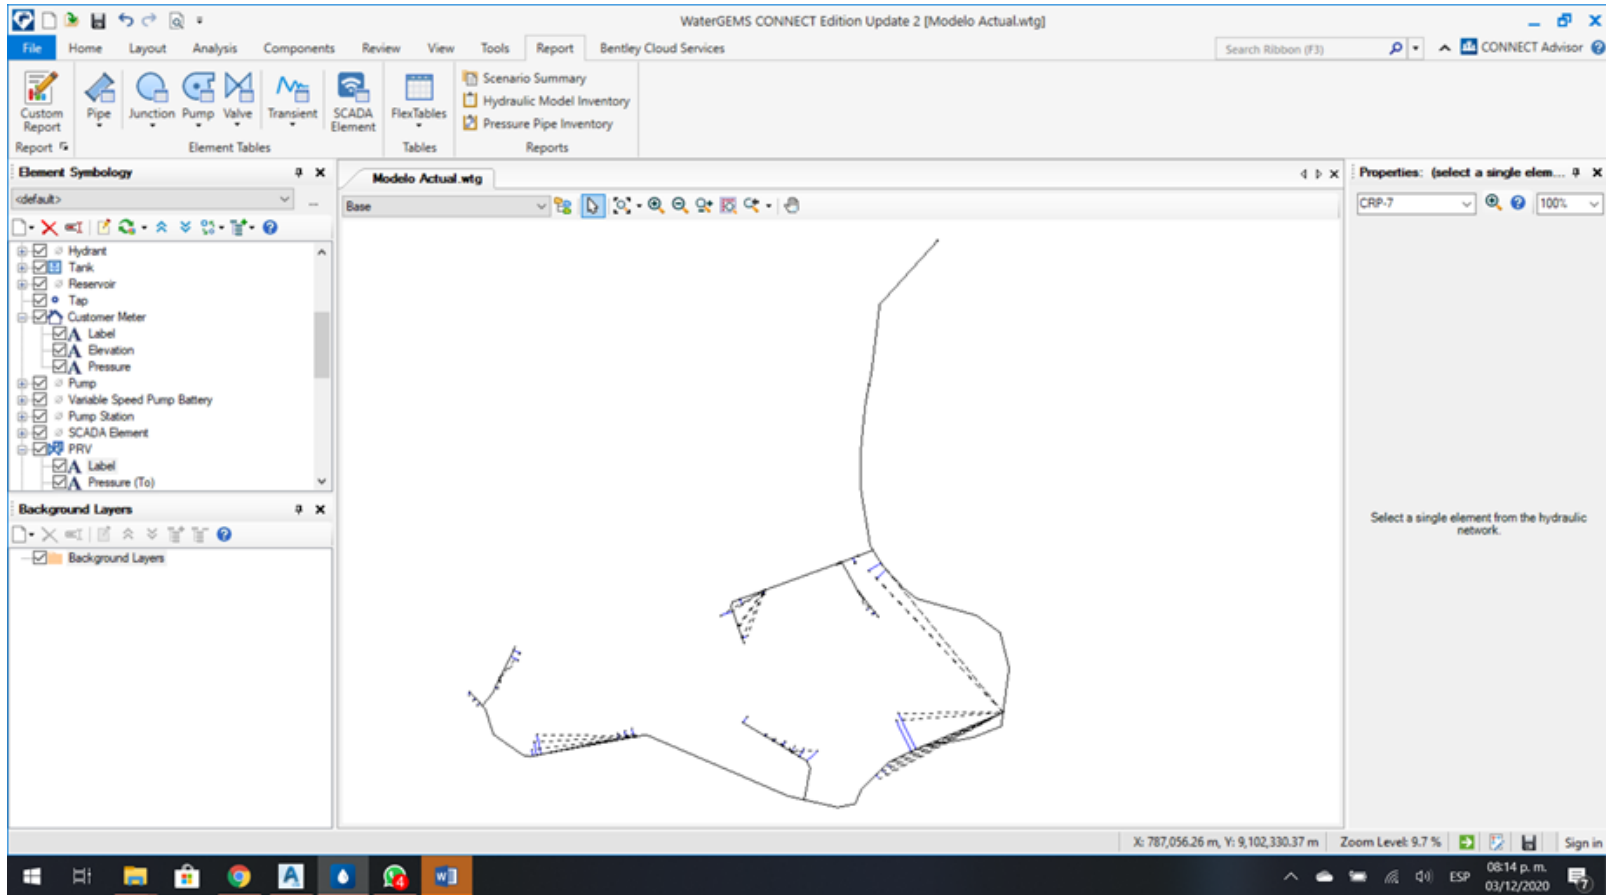 WaterGEMS CONNECT Edition Update 2 [Modelo Actual.wtg]
File Home Layout Analysis Components Review View Tools Report Bentley Cloud Services Search Ribbon (F3) CONNECT Advisor
Custom Report Pipe Junction Pump Valve Transient SCADA Element FlexTables Scenario Summary
Hydraulic Model Inventory
Pressure Pipe Inventory
Report Element Tables Tables Reports
Element Symbology
<default>
Hydrant
Tank
Reservoir
Tap
Customer Meter
Label
Elevation
Pressure
Pump
Variable Speed Pump Battery
Pump Station
SCADA Element
PRV
Label
Pressure (To)
Background Layers
Background Layers
Modelo Actual.wtg
Base
Properties: (select a single elem...
CRP-7 100%
Select a single element from the hydraulic
network.
X: 787,056.26 m, Y: 9,102,330.37 m Zoom Level: 9.7 % Sign in
ESP 08:14 p. m.
03/12/2020